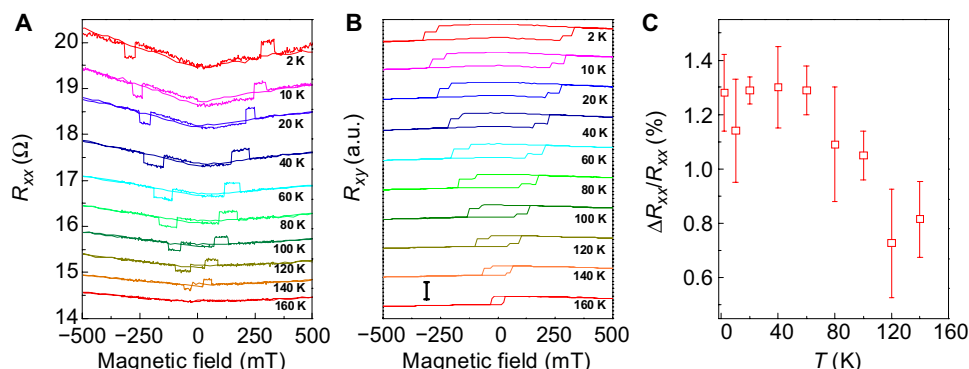 A
R_xx (Ω)
20
19
18
17
16
15
14
2 K
10 K
20 K
40 K
60 K
80 K
100 K
120 K
140 K
160 K
−500
−250
0
250
500
Magnetic field (mT)
B
R_xy (a.u.)
2 K
10 K
20 K
40 K
60 K
80 K
100 K
120 K
140 K
160 K
−500
−250
0
250
500
Magnetic field (mT)
C
ΔR_xx/R_xx (%)
1.4
1.2
1.0
0.8
0.6
0
40
80
120
160
T (K)